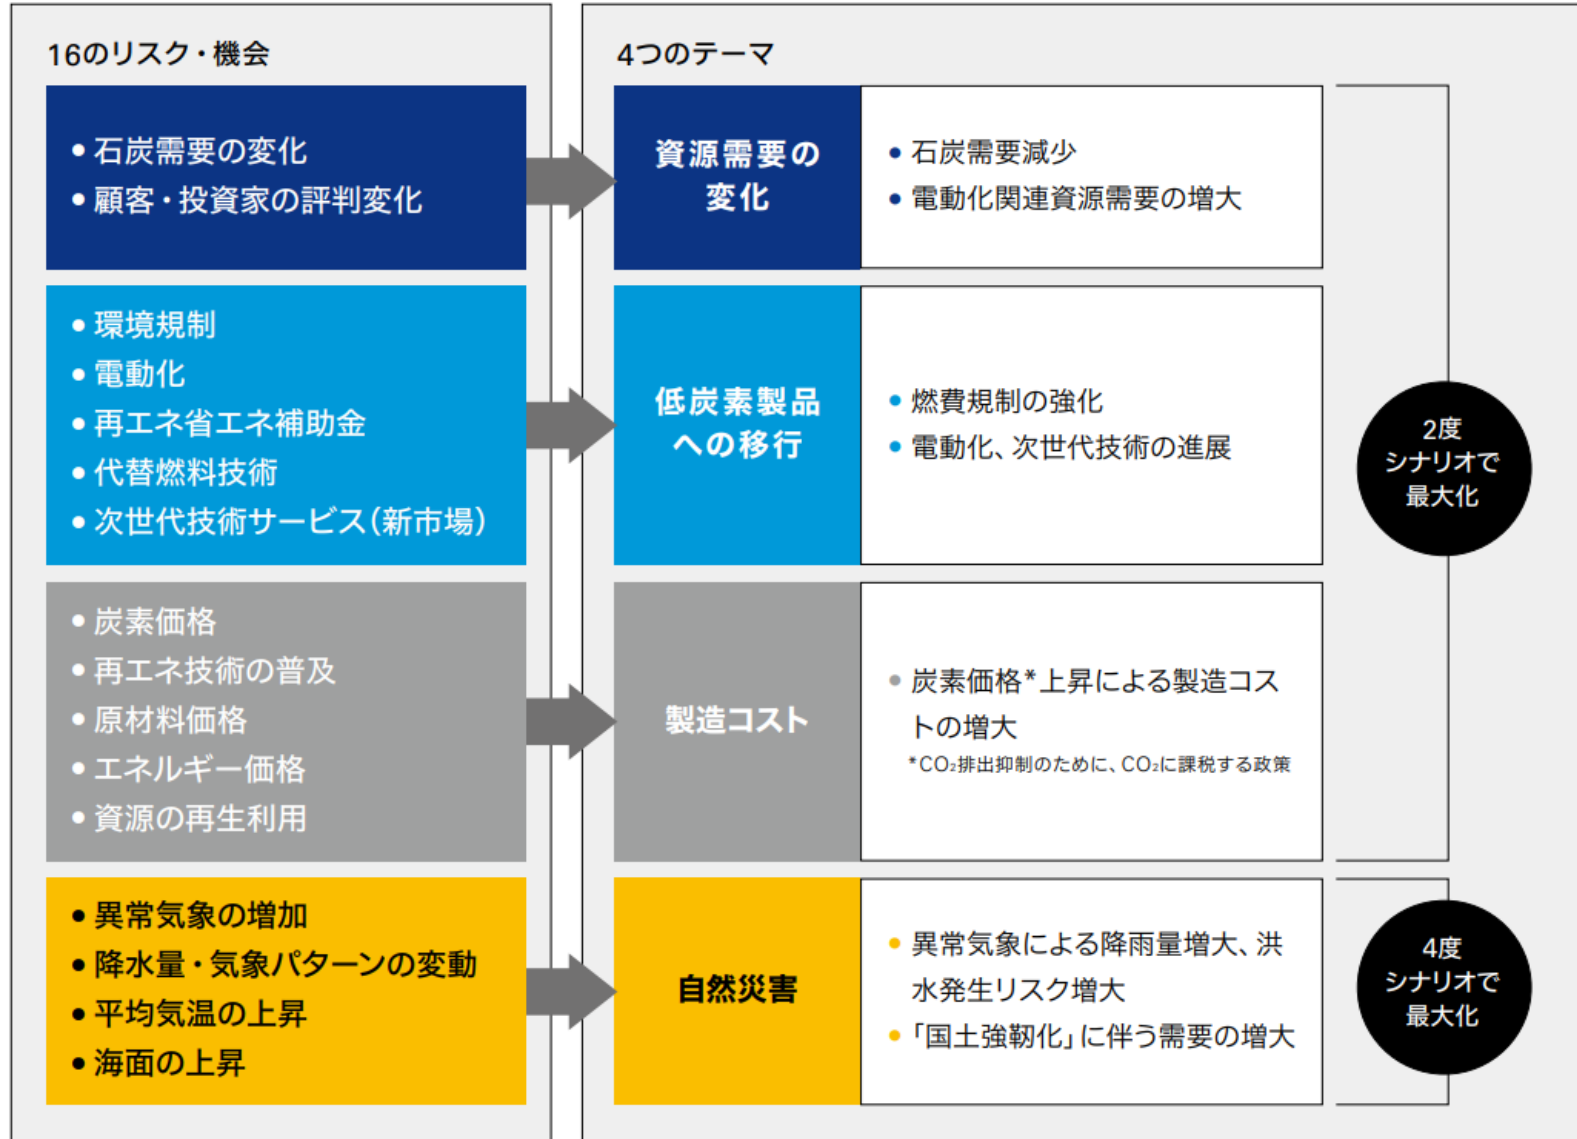 16のリスク・機会
• 石炭需要の変化
• 顧客・投資家の評判変化
• 環境規制
• 電動化
• 再エネ省エネ補助金
• 代替燃料技術
• 次世代技術サービス（新市場）
• 炭素価格
• 再エネ技術の普及
• 原材料価格
• エネルギー価格
• 資源の再生利用
• 異常気象の増加
• 降水量・気象パターンの変動
• 平均気温の上昇
• 海面の上昇
4つのテーマ
資源需要の
変化
• 石炭需要減少
• 電動化関連資源需要の増大
低炭素製品
への移行
• 燃費規制の強化
• 電動化、次世代技術の進展
製造コスト
• 炭素価格*上昇による製造コス
トの増大
*CO₂排出抑制のために、CO₂に課税する政策
自然災害
• 異常気象による降雨量増大、洪
水発生リスク増大
• 「国土強靭化」に伴う需要の増大
2度
シナリオで
最大化
4度
シナリオで
最大化